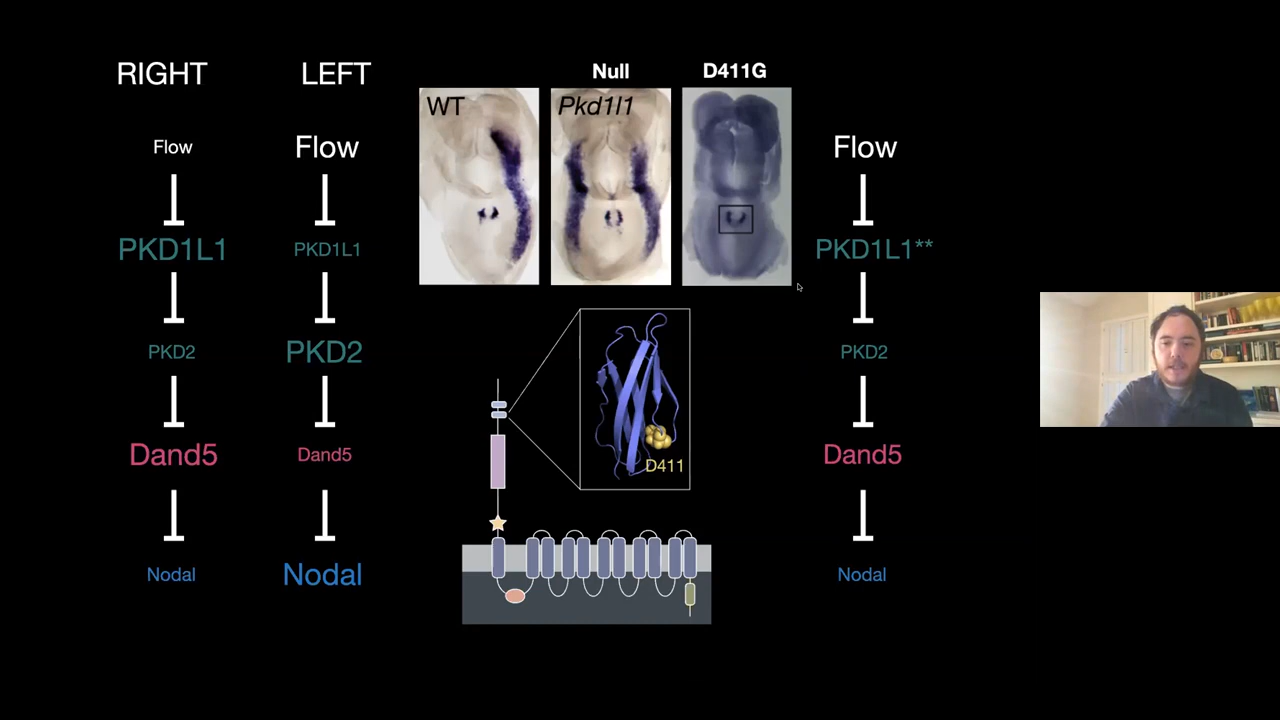 RIGHT
LEFT
Null
D411G
WT
Pkd1l1
Flow
Flow
Flow
PKD1L1
PKD1L1
PKD1L1**
PKD2
PKD2
PKD2
Dand5
Dand5
Dand5
D411
Nodal
Nodal
Nodal